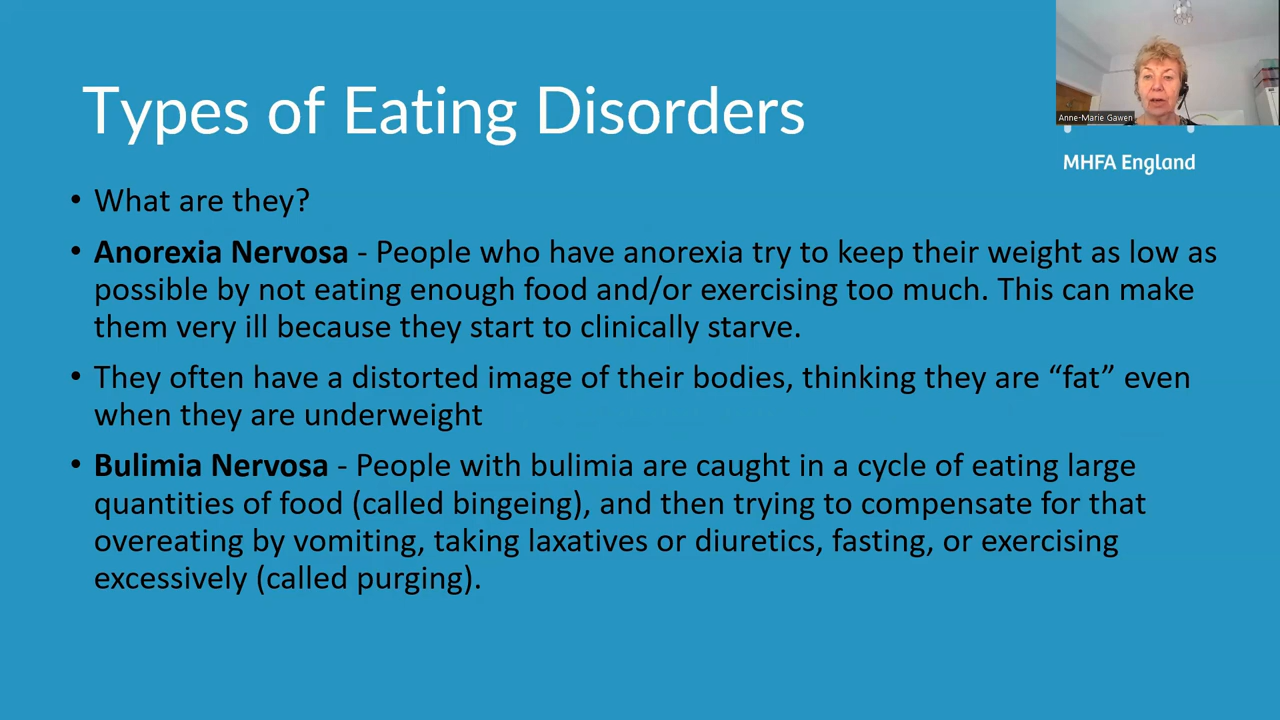 Types of Eating Disorders
Anne-Marie Gawen
MHFA England
• What are they?
• Anorexia Nervosa - People who have anorexia try to keep their weight as low as
possible by not eating enough food and/or exercising too much. This can make
them very ill because they start to clinically starve.
• They often have a distorted image of their bodies, thinking they are “fat” even
when they are underweight
• Bulimia Nervosa - People with bulimia are caught in a cycle of eating large
quantities of food (called bingeing), and then trying to compensate for that
overeating by vomiting, taking laxatives or diuretics, fasting, or exercising
excessively (called purging).